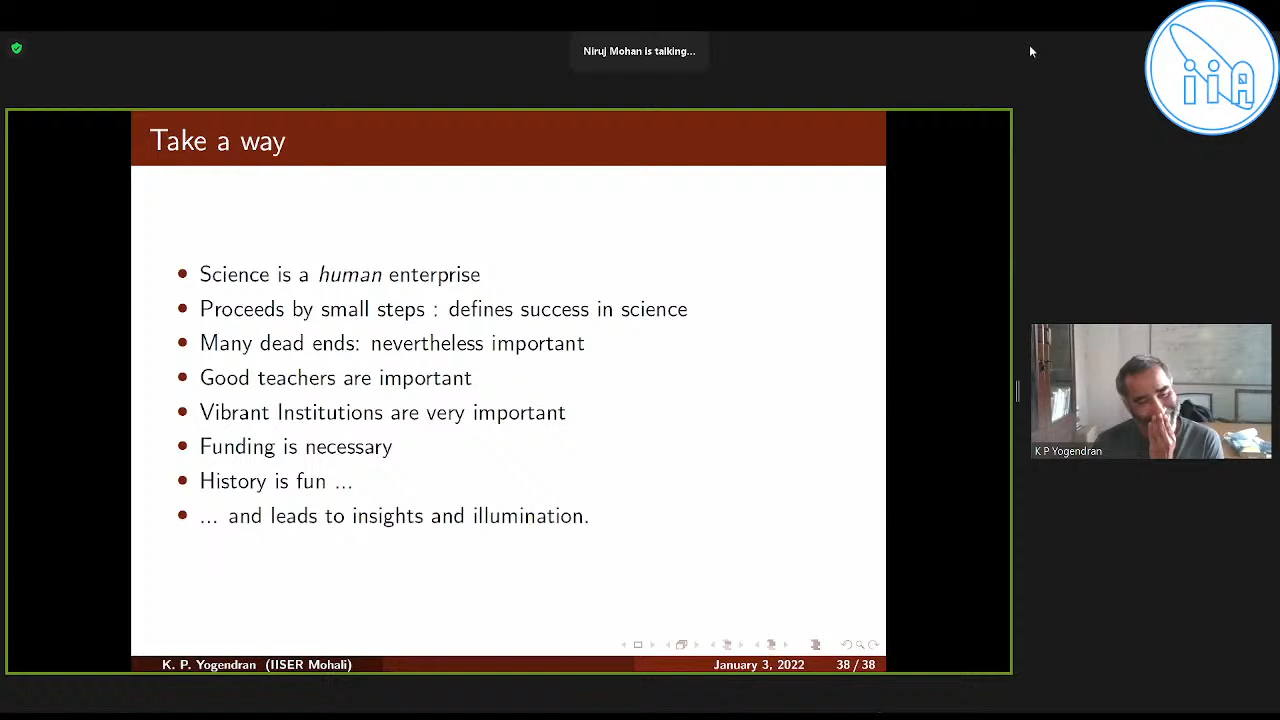 Niruj Mohan is talking...
iiA
Take a way
Science is a human enterprise
Proceeds by small steps : defines success in science
Many dead ends: nevertheless important
Good teachers are important
Vibrant Institutions are very important
Funding is necessary
History is fun ...
... and leads to insights and illumination.
K P Yogendran
K. P. Yogendran (IISER Mohali)
January 3, 2022
38 / 38